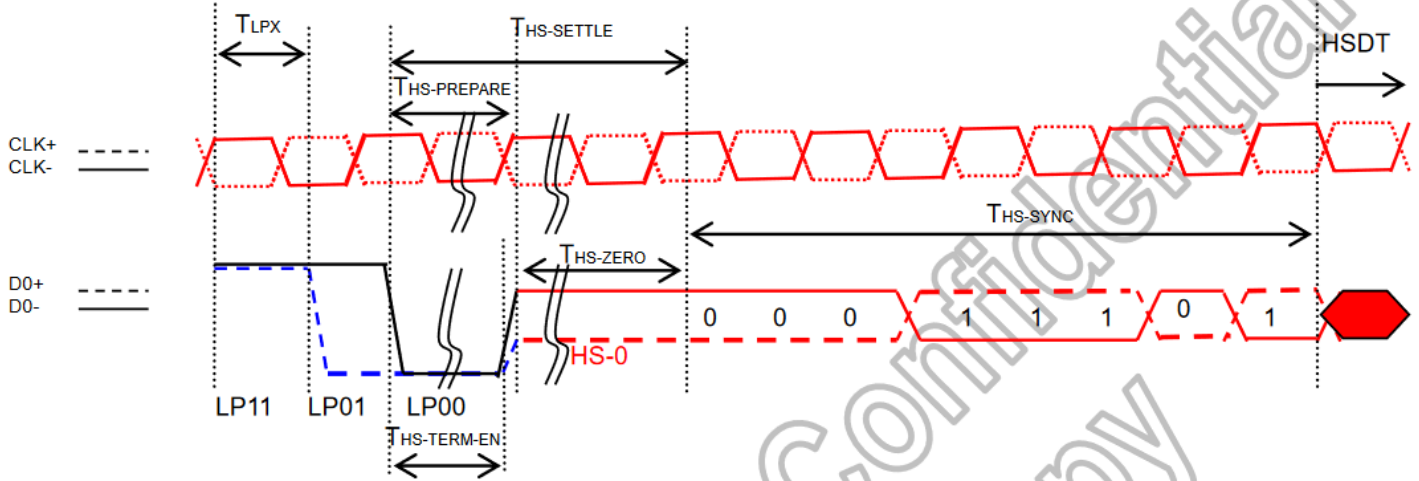 TLPX
THS-SETTLE
HSDT
THS-PREPARE
CLK+
CLK-
THS-SYNC
THS-ZERO
D0+
D0-
0 0 0 1 1 1 0 1
HS-0
LP11 LP01 LP00
THS-TERM-EN
Confidential